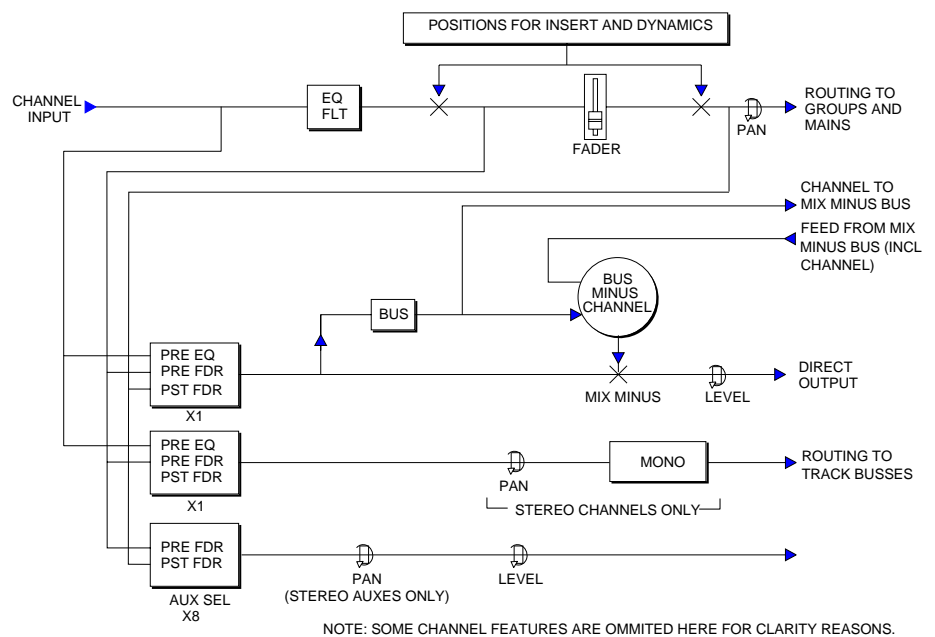 POSITIONS FOR INSERT AND DYNAMICS
CHANNEL
INPUT
EQ
FLT
FADER
PAN
ROUTING TO
GROUPS AND
MAINS
CHANNEL TO
MIX MINUS BUS
FEED FROM MIX
MINUS BUS (INCL
CHANNEL)
BUS
MINUS
CHANNEL
BUS
PRE EQ
PRE FDR
PST FDR
X1
MIX MINUS
LEVEL
DIRECT
OUTPUT
PRE EQ
PRE FDR
PST FDR
X1
PAN
MONO
STEREO CHANNELS ONLY
ROUTING TO
TRACK BUSSES
PRE FDR
PST FDR
AUX SEL
X8
PAN
(STEREO AUXES ONLY)
LEVEL
NOTE: SOME CHANNEL FEATURES ARE OMMITED HERE FOR CLARITY REASONS.